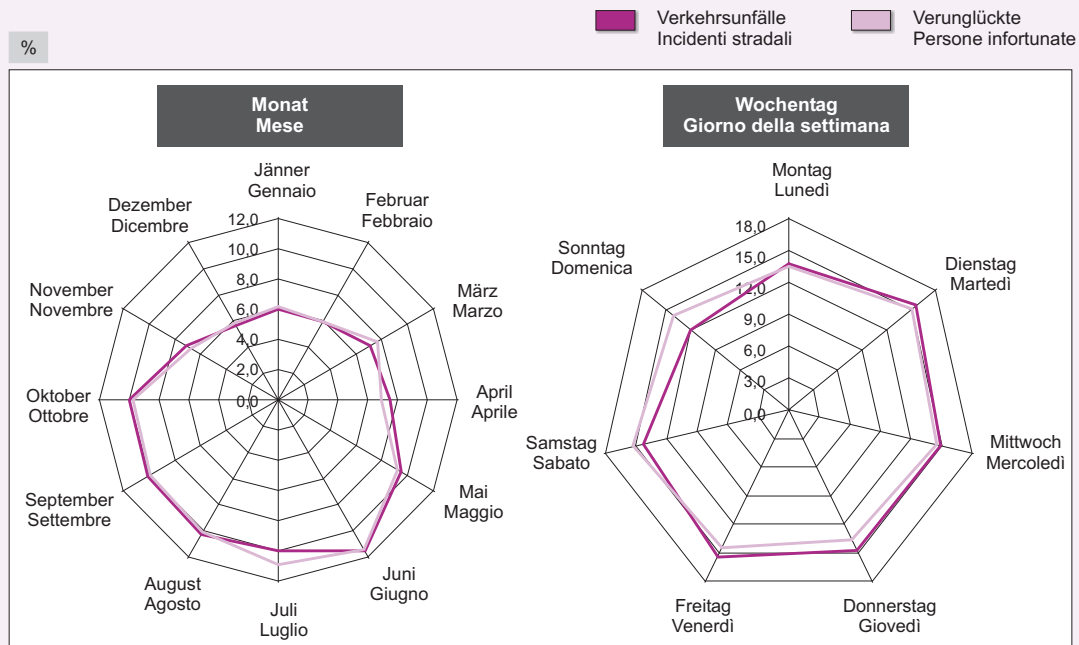 Verkehrsunfälle
Incidenti stradali
Verunglückte
Persone infortunate
%
Monat
Mese
Jänner
Gennaio
Februar
Febbraio
März
Marzo
April
Aprile
Mai
Maggio
Juni
Giugno
Juli
Luglio
August
Agosto
September
Settembre
Oktober
Ottobre
November
Novembre
Dezember
Dicembre
12,0
10,0
8,0
6,0
4,0
2,0
0,0
Wochentag
Giorno della settimana
Montag
Lunedì
Dienstag
Martedì
Mittwoch
Mercoledì
Donnerstag
Giovedì
Freitag
Venerdì
Samstag
Sabato
Sonntag
Domenica
18,0
15,0
12,0
9,0
6,0
3,0
0,0